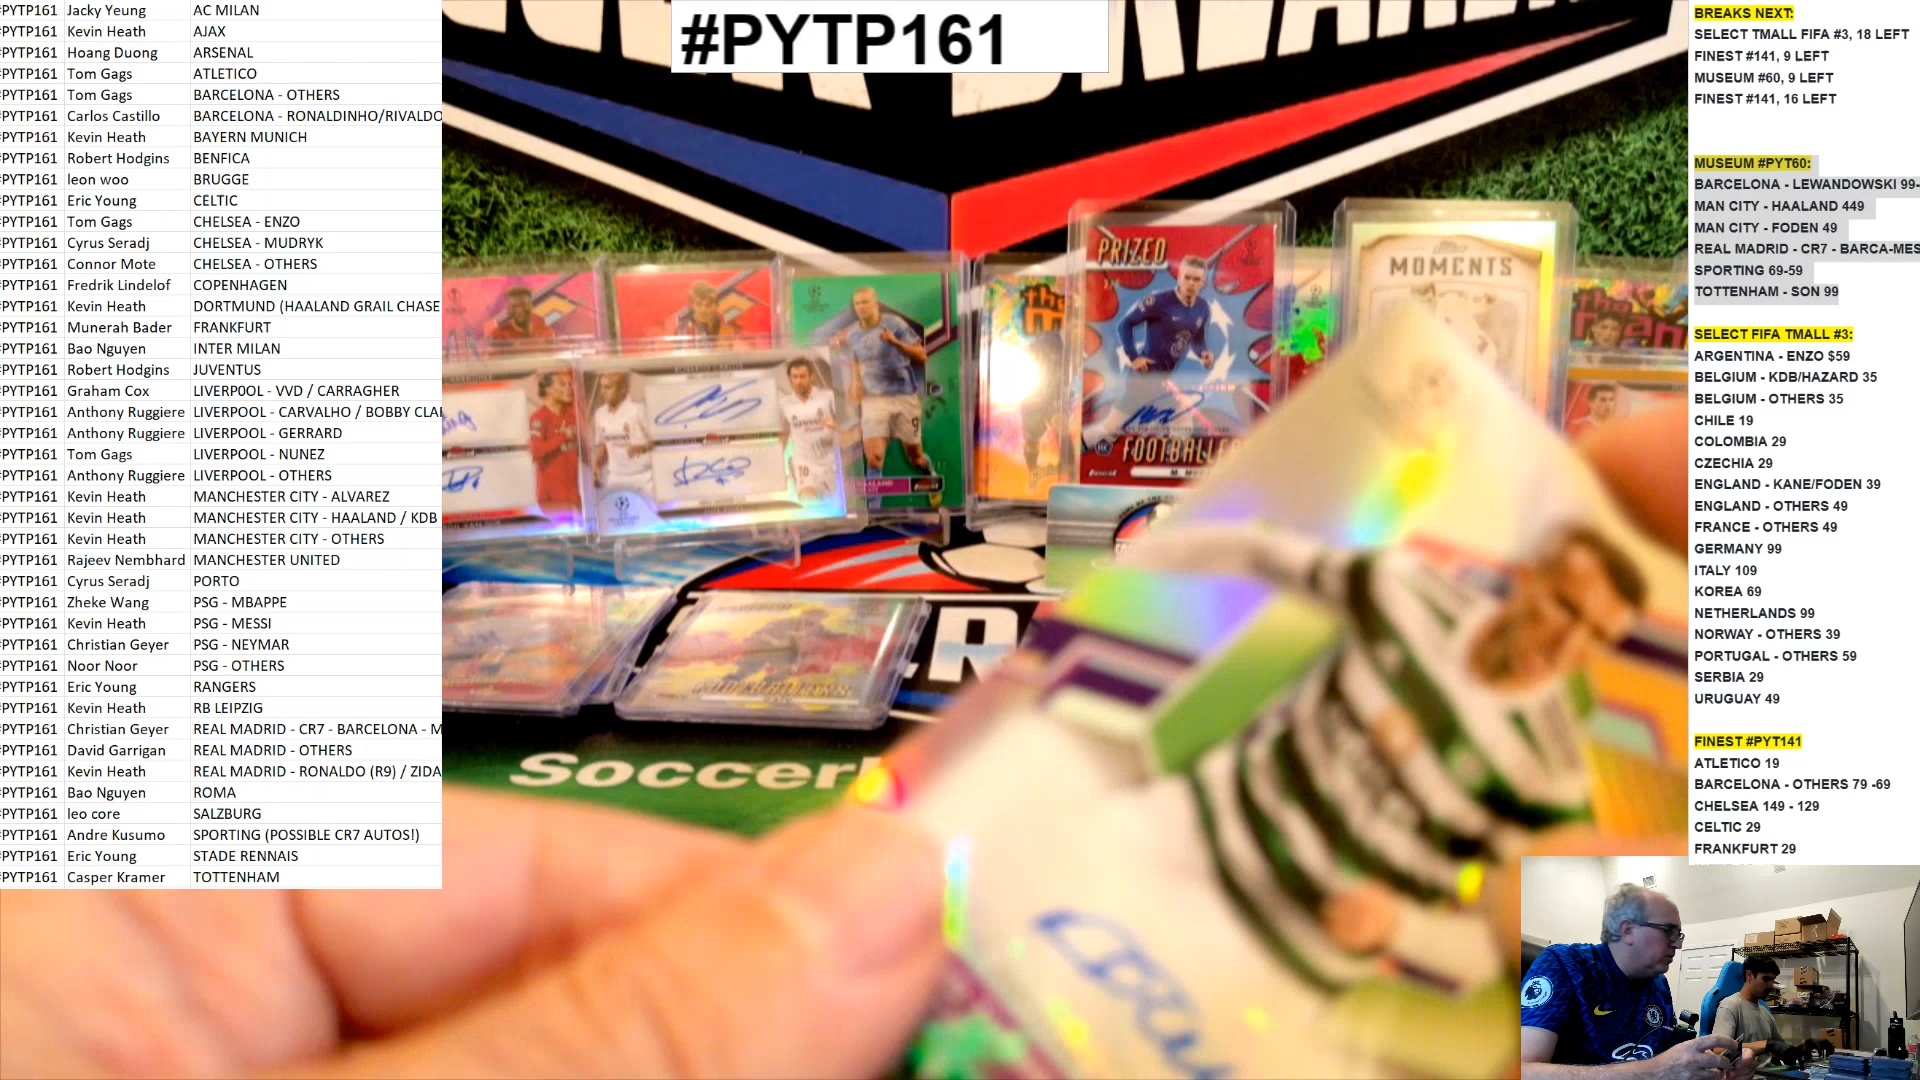 #PYTP161
#PYTP161 Jacky Yeung AC MILAN
#PYTP161 Kevin Heath AJAX
#PYTP161 Hoang Duong ARSENAL
#PYTP161 Tom Gags ATLETICO
#PYTP161 Tom Gags BARCELONA - OTHERS
#PYTP161 Carlos Castillo BARCELONA - RONALDINHO/RIVALDO
#PYTP161 Kevin Heath BAYERN MUNICH
#PYTP161 Robert Hodgins BENFICA
#PYTP161 leon woo BRUGGE
#PYTP161 Eric Young CELTIC
#PYTP161 Tom Gags CHELSEA - ENZO
#PYTP161 Cyrus Seradj CHELSEA - MUDRYK
#PYTP161 Connor Mote CHELSEA - OTHERS
#PYTP161 Fredrik Lindelof COPENHAGEN
#PYTP161 Kevin Heath DORTMUND (HAALAND GRAIL CHASE
#PYTP161 Munerah Bader FRANKFURT
#PYTP161 Bao Nguyen INTER MILAN
#PYTP161 Robert Hodgins JUVENTUS
#PYTP161 Graham Cox LIVERP0OL - VVD / CARRAGHER
#PYTP161 Anthony Ruggiere LIVERPOOL - CARVALHO / BOBBY CLA
#PYTP161 Anthony Ruggiere LIVERPOOL - GERRARD
#PYTP161 Tom Gags LIVERPOOL - NUNEZ
#PYTP161 Anthony Ruggiere LIVERPOOL - OTHERS
#PYTP161 Kevin Heath MANCHESTER CITY - ALVAREZ
#PYTP161 Kevin Heath MANCHESTER CITY - HAALAND / KDB
#PYTP161 Kevin Heath MANCHESTER CITY - OTHERS
#PYTP161 Rajeev Nembhard MANCHESTER UNITED
#PYTP161 Cyrus Seradj PORTO
#PYTP161 Zheke Wang PSG - MBAPPE
#PYTP161 Kevin Heath PSG - MESSI
#PYTP161 Christian Geyer PSG - NEYMAR
#PYTP161 Noor Noor PSG - OTHERS
#PYTP161 Eric Young RANGERS
#PYTP161 Kevin Heath RB LEIPZIG
#PYTP161 Christian Geyer REAL MADRID - CR7 - BARCELONA - M
#PYTP161 David Garrigan REAL MADRID - OTHERS
#PYTP161 Kevin Heath REAL MADRID - RONALDO (R9) / ZIDA
#PYTP161 Bao Nguyen ROMA
#PYTP161 leo core SALZBURG
#PYTP161 Andre Kusumo SPORTING (POSSIBLE CR7 AUTOS!)
#PYTP161 Eric Young STADE RENNAIS
#PYTP161 Casper Kramer TOTTENHAM
PRIZED
FOOTBALLE
MOMENTS
Soccer
BREAKS NEXT:
SELECT TMALL FIFA #3, 18 LEFT
FINEST #141, 9 LEFT
MUSEUM #60, 9 LEFT
FINEST #141, 16 LEFT
MUSEUM #PYT60:
BARCELONA - LEWANDOWSKI 99-
MAN CITY - HAALAND 449
MAN CITY - FODEN 49
REAL MADRID - CR7 - BARCA-MES
SPORTING 69-59
TOTTENHAM - SON 99
SELECT FIFA TMALL #3:
ARGENTINA - ENZO $59
BELGIUM - KDB/HAZARD 35
BELGIUM - OTHERS 35
CHILE 19
COLOMBIA 29
CZECHIA 29
ENGLAND - KANE/FODEN 39
ENGLAND - OTHERS 49
FRANCE - OTHERS 49
GERMANY 99
ITALY 109
KOREA 69
NETHERLANDS 99
NORWAY - OTHERS 39
PORTUGAL - OTHERS 59
SERBIA 29
URUGUAY 49
FINEST #PYT141
ATLETICO 19
BARCELONA - OTHERS 79 -69
CHELSEA 149 - 129
CELTIC 29
FRANKFURT 29